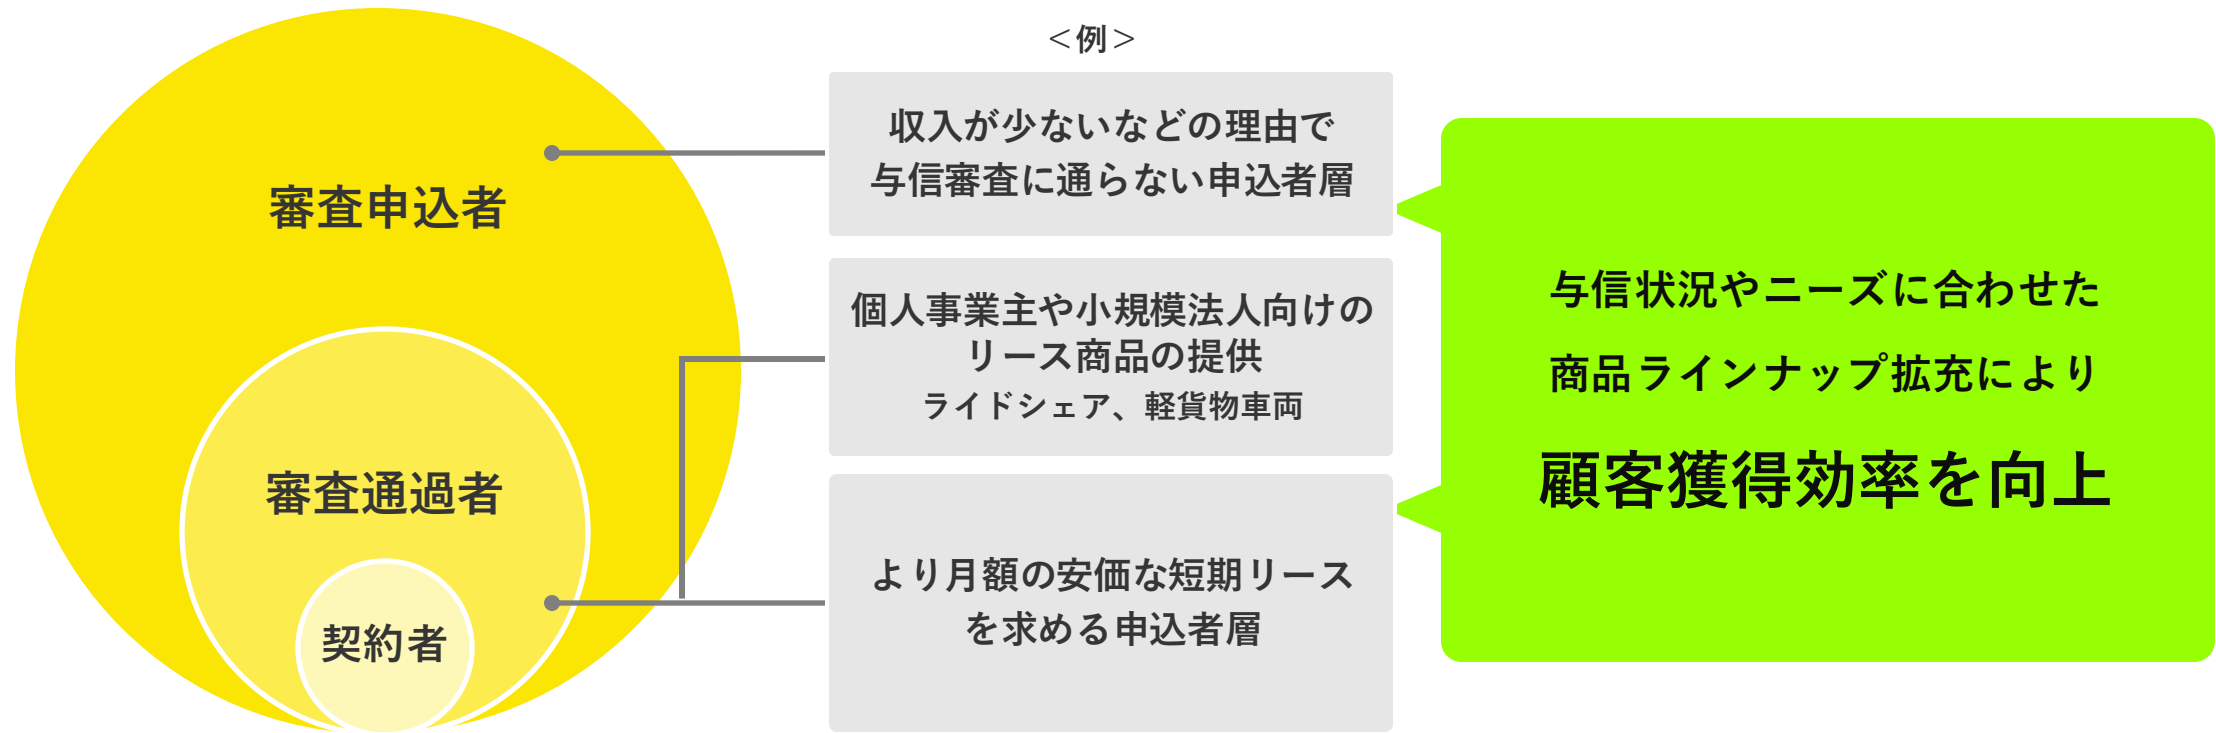 審査申込者
審査通過者
契約者
＜例＞
収入が少ないなどの理由で
与信審査に通らない申込者層
個人事業主や小規模法人向けの
リース商品の提供
ライドシェア、軽貨物車両
より月額の安価な短期リース
を求める申込者層
与信状況やニーズに合わせた
商品ラインナップ拡充により
顧客獲得効率を向上